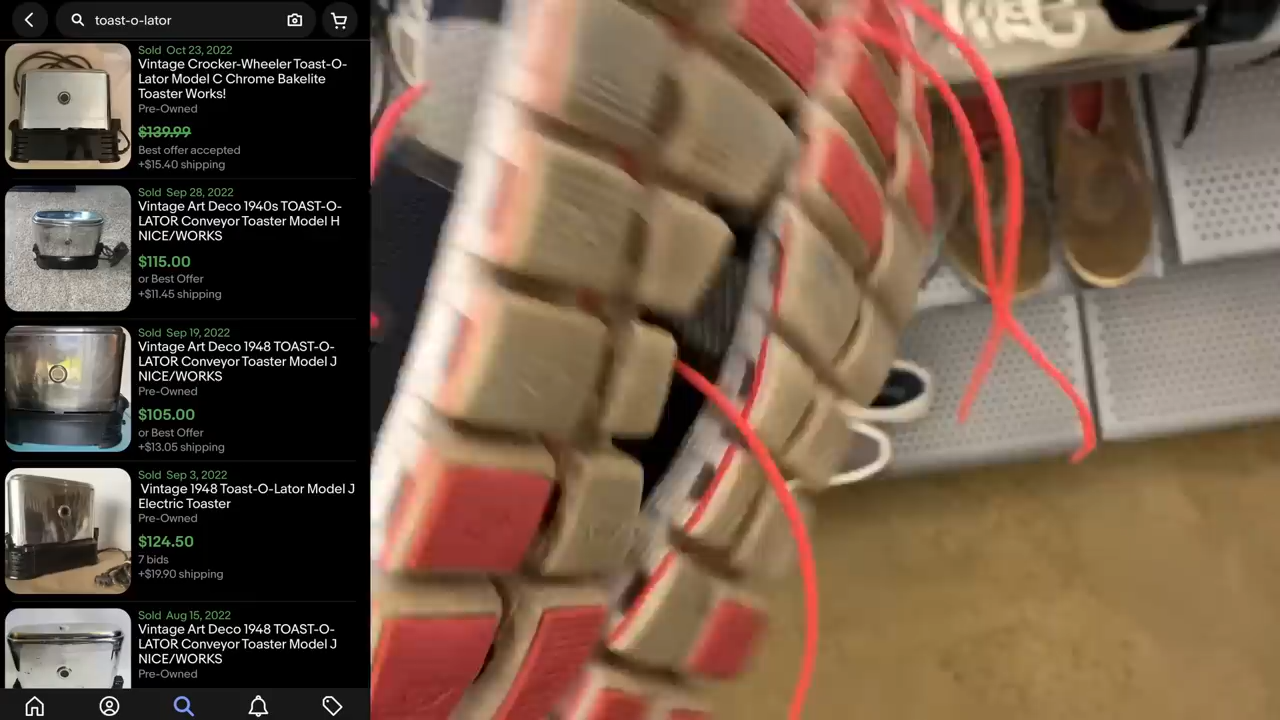 toast-o-lator
Sold Oct 23, 2022
Vintage Crocker-Wheeler Toast-O-
Lator Model C Chrome Bakelite
Toaster Works!
Pre-Owned
$139.99
Best offer accepted
+$15.40 shipping
Sold Sep 28, 2022
Vintage Art Deco 1940s TOAST-O-
LATOR Conveyor Toaster Model H
NICE/WORKS
$115.00
or Best Offer
+$11.45 shipping
Sold Sep 19, 2022
Vintage Art Deco 1948 TOAST-O-
LATOR Conveyor Toaster Model J
NICE/WORKS
Pre-Owned
$105.00
or Best Offer
+$13.05 shipping
Sold Sep 3, 2022
Vintage 1948 Toast-O-Lator Model J
Electric Toaster
Pre-Owned
$124.50
7 bids
+$19.90 shipping
Sold Aug 15, 2022
Vintage Art Deco 1948 TOAST-O-
LATOR Conveyor Toaster Model J
NICE/WORKS
Pre-Owned